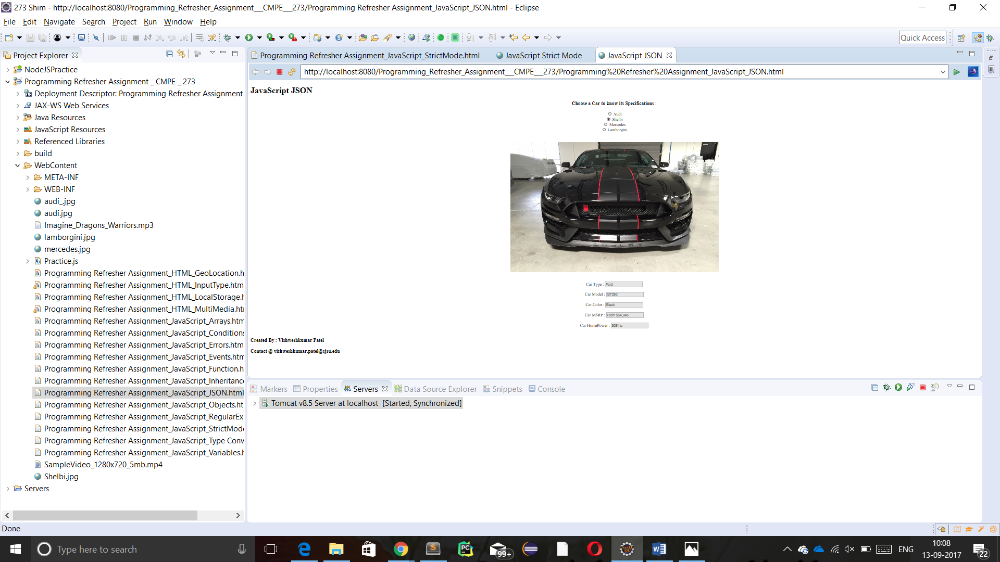 273 Shim - http://localhost:8080/Programming_Refresher_Assignment___CMPE___273/Programming Refresher Assignment_JavaScript_JSON.html - Eclipse
File Edit Navigate Search Project Run Window Help
Quick Access
Project Explorer
NodeJSPractice
Programming Refresher Assignment _ CMPE _ 273
Deployment Descriptor: Programming Refresher Assignment
JAX-WS Web Services
Java Resources
JavaScript Resources
Referenced Libraries
build
WebContent
META-INF
WEB-INF
audi_.jpg
audi.jpg
Imagine_Dragons_Warriors.mp3
lamborgini.jpg
mercedes.jpg
Practice.js
Programming Refresher Assignment_HTML_GeoLocation.h
Programming Refresher Assignment_HTML_InputType.htm
Programming Refresher Assignment_HTML_LocalStorage.h
Programming Refresher Assignment_HTML_MultiMedia.htm
Programming Refresher Assignment_JavaScript_Arrays.htm
Programming Refresher Assignment_JavaScript_Conditions
Programming Refresher Assignment_JavaScript_Errors.htm
Programming Refresher Assignment_JavaScript_Events.htm
Programming Refresher Assignment_JavaScript_Function.h
Programming Refresher Assignment_JavaScript_Inheritance
Programming Refresher Assignment_JavaScript_JSON.html
Programming Refresher Assignment_JavaScript_Objects.ht
Programming Refresher Assignment_JavaScript_RegularEx
Programming Refresher Assignment_JavaScript_StrictMode
Programming Refresher Assignment_JavaScript_Type Conv
Programming Refresher Assignment_JavaScript_Variables.h
SampleVideo_1280x720_5mb.mp4
Shelbi.jpg
Servers
Programming Refresher Assignment_JavaScript_StrictMode.html JavaScript Strict Mode JavaScript JSON
http://localhost:8080/Programming_Refresher_Assignment___CMPE___273/Programming%20Refresher%20Assignment_JavaScript_JSON.html
JavaScript JSON
Choose a Car to know its Specifications :
Audi
Shelbi
Mercedes
Lamborgini
SHELBY
Car Type : Ford
Car Model : GT350
Car Color : Black
Car MSRP : From $54,845
Car HorsePower : 526 hp
Created By : Vishweshkumar Patel
Contact @ vishweshkumar.patel@sjsu.edu
Markers Properties Servers Data Source Explorer Snippets Console
Tomcat v8.5 Server at localhost [Started, Synchronized]
Done
Type here to search
99+
ENG
10:08
13-09-2017
22